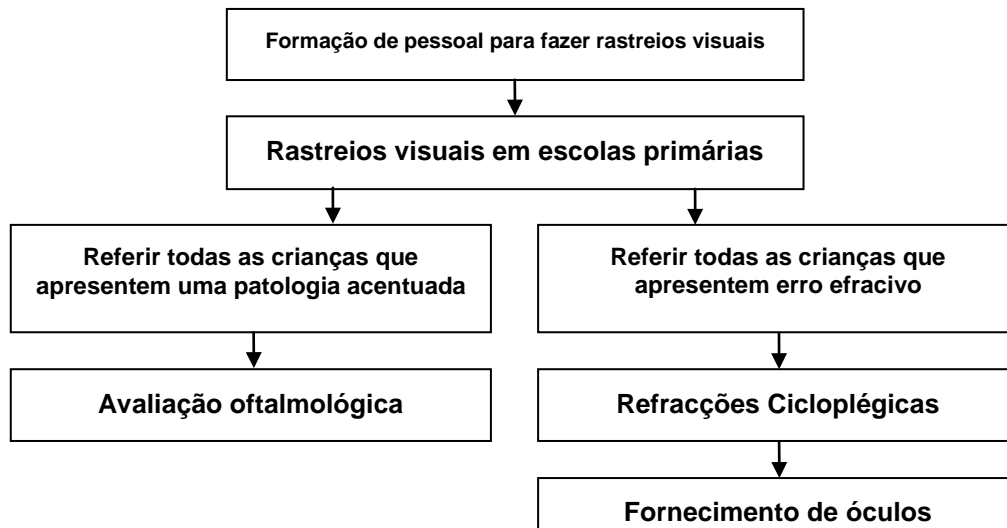 Formação de pessoal para fazer rastreios visuais
Rastreios visuais em escolas primárias
Referir todas as crianças que
apresentem uma patologia acentuada
Referir todas as crianças que
apresentem erro efracivo
Avaliação oftalmológica
Refracções Cicloplégicas
Fornecimento de óculos